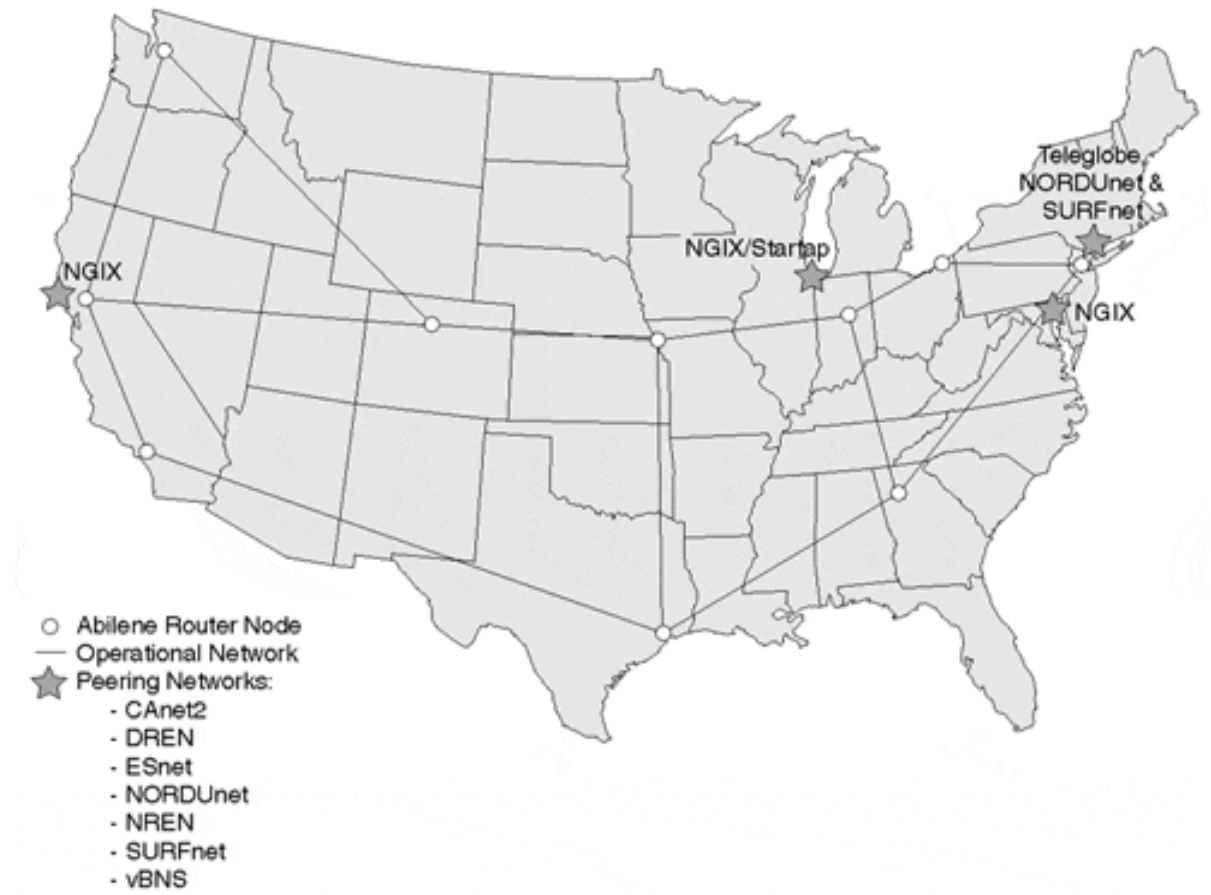 Teleglobe,
NORDUnet &
SURFnet
NGIX/Startap
NGIX
NGIX
Abilene Router Node
Operational Network
Peering Networks:
- CAnet2
- DREN
- ESnet
- NORDUnet
- NREN
- SURFnet
- vBNS